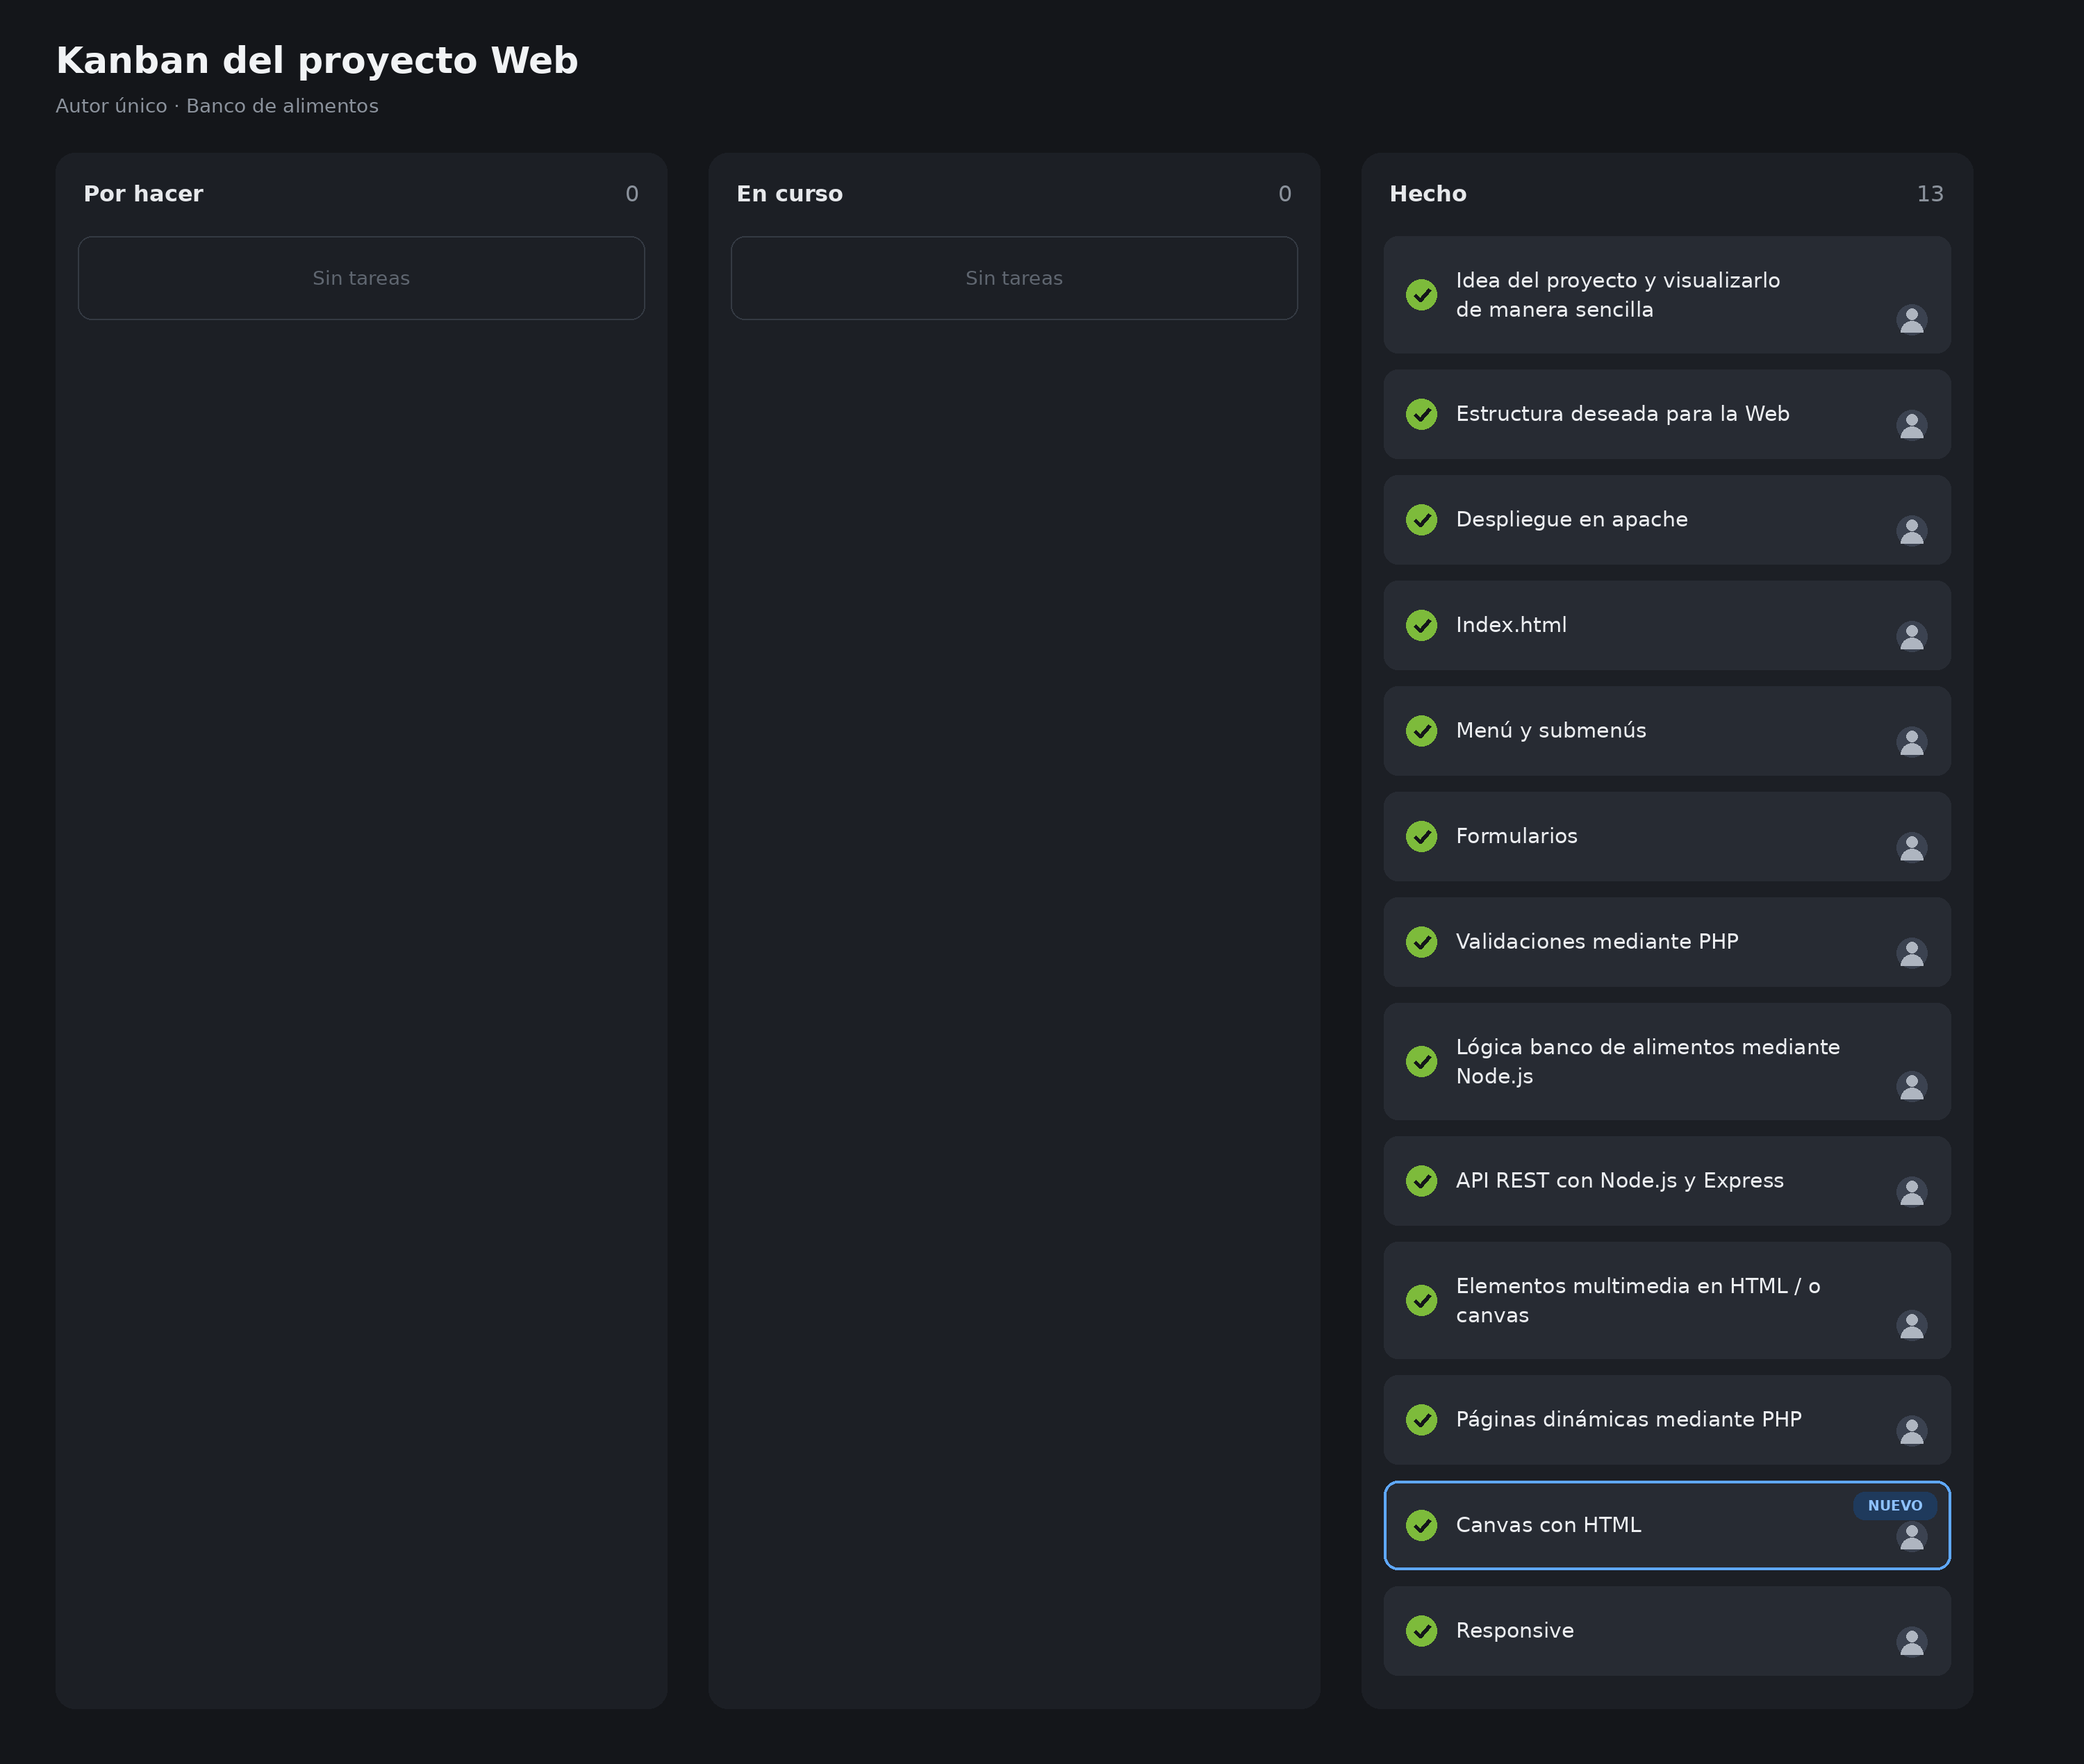 Kanban del proyecto Web
Autor único · Banco de alimentos
Por hacer 0
Sin tareas
En curso 0
Sin tareas
Hecho 13
Idea del proyecto y visualizarlo
de manera sencilla
Estructura deseada para la Web
Despliegue en apache
Index.html
Menú y submenús
Formularios
Validaciones mediante PHP
Lógica banco de alimentos mediante
Node.js
API REST con Node.js y Express
Elementos multimedia en HTML / o
canvas
Páginas dinámicas mediante PHP
NUEVO
Canvas con HTML
Responsive